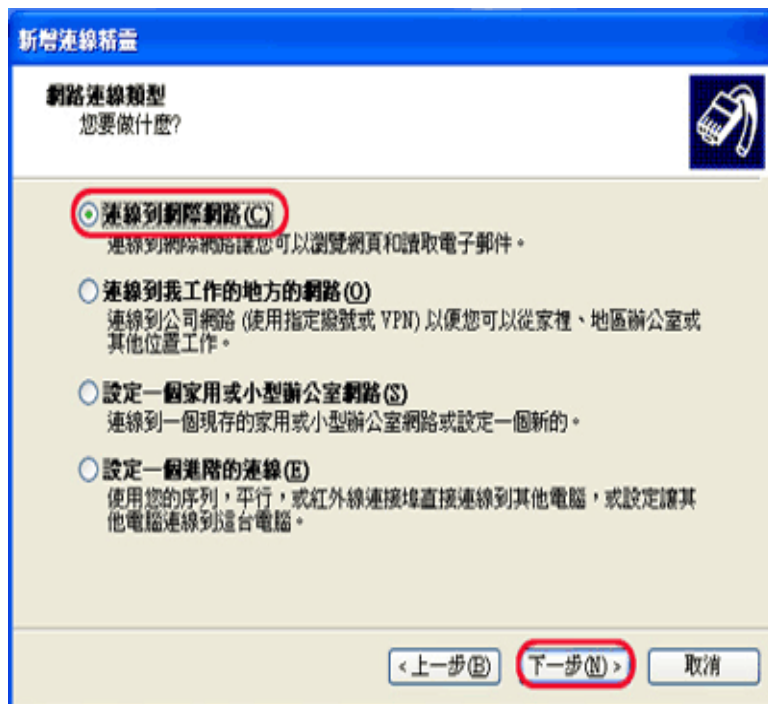 新增連線精靈
網路連線類型
您要做什麼?
連線到網際網路(C)
連線到網際網路讓您可以瀏覽網頁和讀取電子郵件。
連線到我工作的地方的網路(O)
連線到公司網路 (使用指定撥號或 VPN) 以便您可以從家裡、地區辦公室或
其他位置工作。
設定一個家用或小型辦公室網路(S)
連線到一個現存的家用或小型辦公室網路或設定一個新的。
設定一個進階的連線(E)
使用您的序列，平行，或紅外線連接埠直接連線到其他電腦，或設定讓其
他電腦連線到這台電腦。
<上一步(B)
下一步(N)>
取消